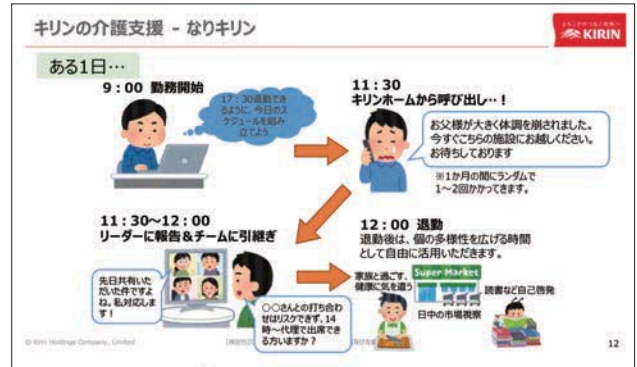 キリンの介護支援 - なりキリン
よろこびがつなぐ世界へ
KIRIN
ある1日…
9:00 勤務開始
17:30退勤でき
るように、今日のス
ケジュールを組み
立てよう
11:30
キリンホームから呼び出し‥!
お父様が大きく体調を崩されました。
今すぐこちらの施設にお越しください。
お待ちしております
※1か月の間にランダムで
1～2回かかってきます。
11:30～12:00
リーダーに報告&チームに引継ぎ
先日共有いた
だいた件ですよ
ね。私対応しま
す!
○○さんとの打ち合わ
せはリスケできず、14
時～代理で出席でき
る方いますか?
12:00 退勤
退勤後は、個の多様性を広げる時間
として自由に活用いただきます。
家族と過ごす、
健康に気を遣う
Super Market
日中の市場視察
読書など自己啓発
© Kirin Holdings Company, Limited
12